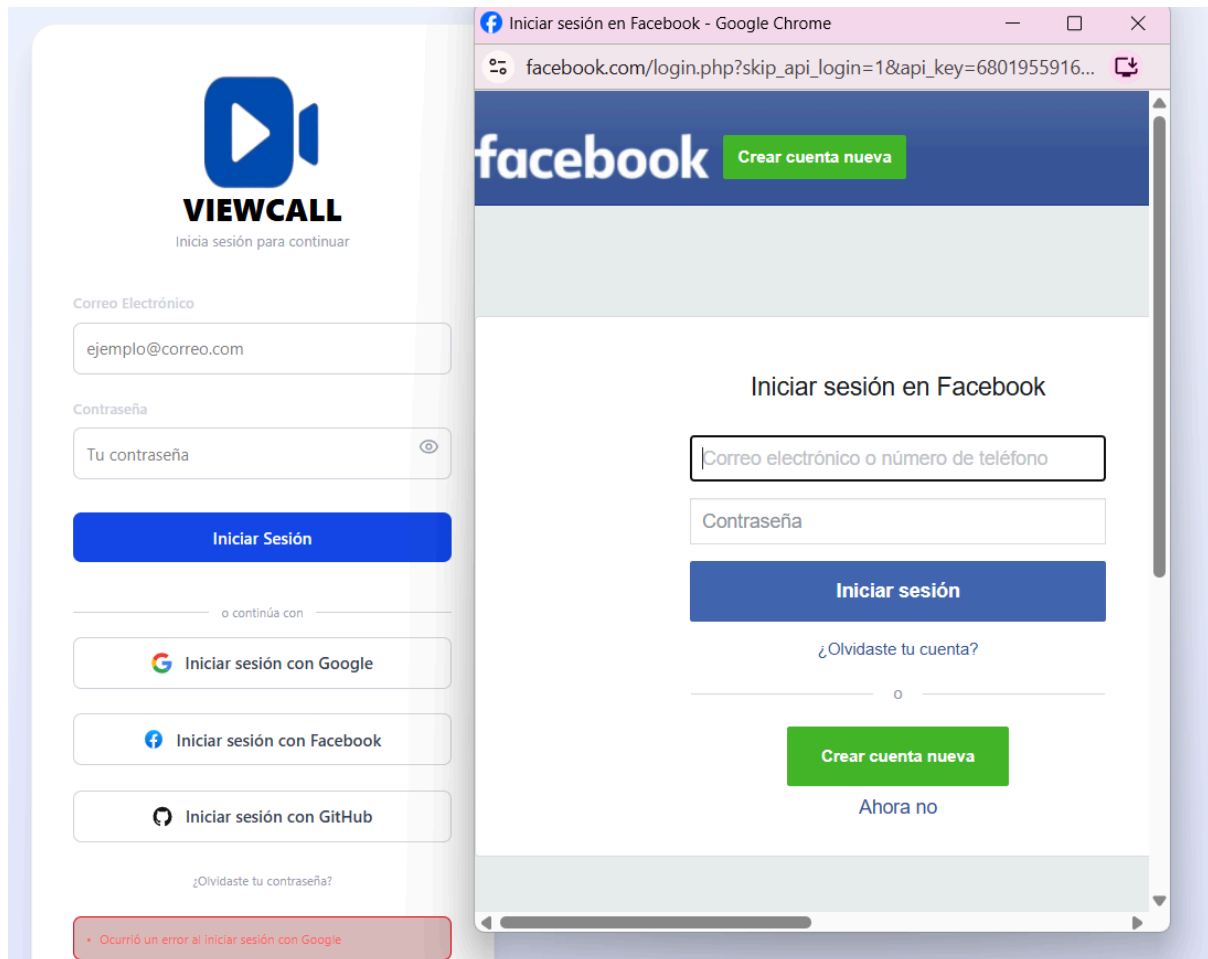 VIEWCALL
Inicia sesión para continuar
Correo Electrónico
ejemplo@correo.com
Contraseña
Tu contraseña
Iniciar Sesión
o continúa con
Iniciar sesión con Google
Iniciar sesión con Facebook
Iniciar sesión con GitHub
¿Olvidaste tu contraseña?
• Ocurrió un error al iniciar sesión con Google
Iniciar sesión en Facebook - Google Chrome
facebook.com/login.php?skip_api_login=1&api_key=6801955916...
facebook
Crear cuenta nueva
Iniciar sesión en Facebook
Correo electrónico o número de teléfono
Contraseña
Iniciar sesión
¿Olvidaste tu cuenta?
o
Crear cuenta nueva
Ahora no